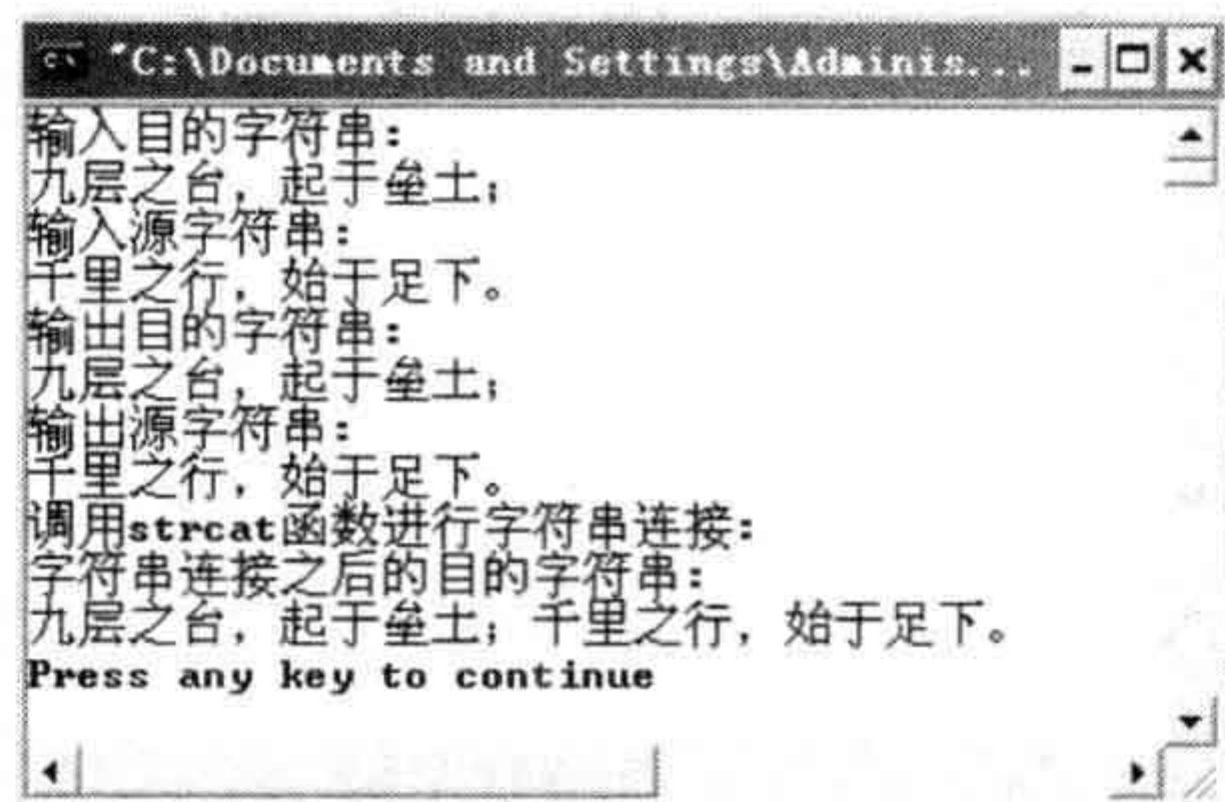 "C:\Documents and Settings\Adminis...
输入目的字符串:
九层之台，起于垒土;
输入源字符串:
千里之行，始于足下。
输出目的字符串:
九层之台，起于垒土;
输出源字符串:
千里之行，始于足下。
调用strcat函数进行字符串连接:
字符串连接之后的目的字符串:
九层之台，起于垒土；千里之行，始于足下。
Press any key to continue